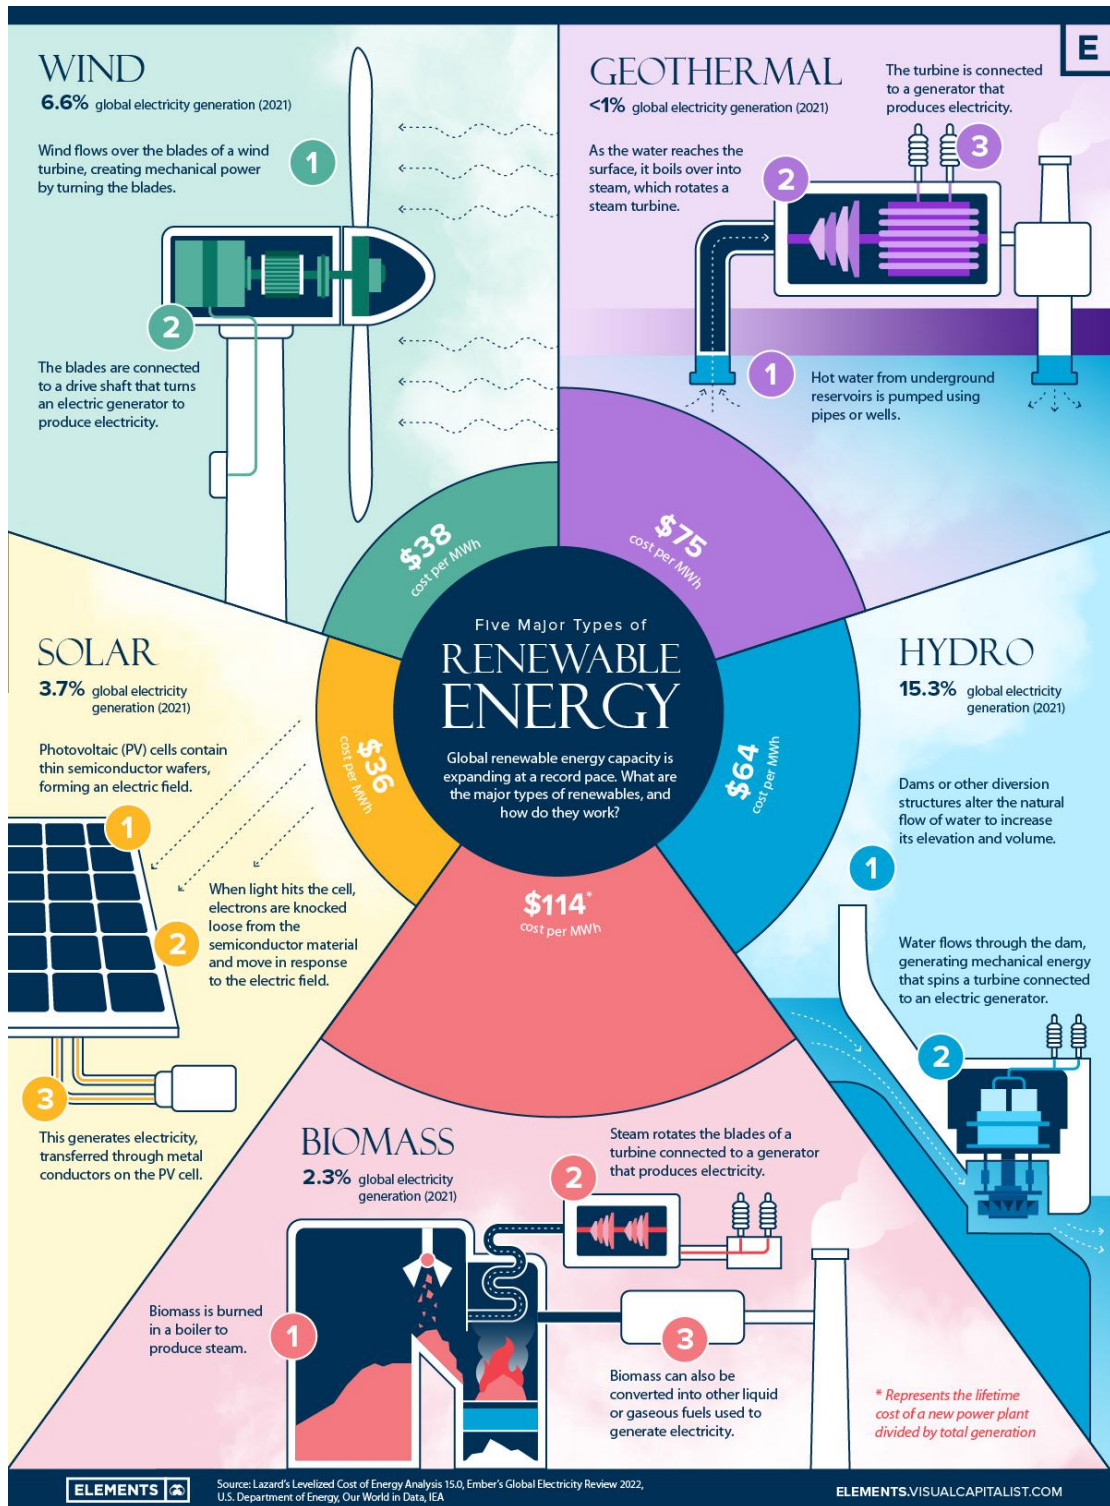 WIND
6.6% global electricity generation (2021)
Wind flows over the blades of a wind
turbine, creating mechanical power
by turning the blades.
1
2
The blades are connected
to a drive shaft that turns
an electric generator to
produce electricity.
$38
cost per MWh
E
GEOTHERMAL
<1% global electricity generation (2021)
The turbine is connected
to a generator that
produces electricity.
3
As the water reaches the
surface, it boils over into
steam, which rotates a
steam turbine.
2
1
Hot water from underground
reservoirs is pumped using
pipes or wells.
$75
cost per MWh
Five Major Types of
RENEWABLE
ENERGY
Global renewable energy capacity is
expanding at a record pace. What are
the major types of renewables, and
how do they work?
SOLAR
3.7% global electricity
generation (2021)
Photovoltaic (PV) cells contain
thin semiconductor wafers,
forming an electric field.
1
When light hits the cell,
electrons are knocked
loose from the
semiconductor material
and move in response
to the electric field.
2
3
This generates electricity,
transferred through metal
conductors on the PV cell.
$36
cost per MWh
HYDRO
15.3% global electricity
generation (2021)
Dams or other diversion
structures alter the natural
flow of water to increase
its elevation and volume.
1
Water flows through the dam,
generating mechanical energy
that spins a turbine connected
to an electric generator.
2
$64
cost per MWh
$114*
cost per MWh
BIOMASS
2.3% global electricity
generation (2021)
Steam rotates the blades of a
turbine connected to a generator
that produces electricity.
2
Biomass is burned
in a boiler to
produce steam.
1
3
Biomass can also be
converted into other liquid
or gaseous fuels used to
generate electricity.
* Represents the lifetime
cost of a new power plant
divided by total generation
ELEMENTS
Source: Lazard's Levelized Cost of Energy Analysis 15.0, Ember's Global Electricity Review 2022,
U.S. Department of Energy, Our World in Data, IEA
ELEMENTS.VISUALCAPITALIST.COM